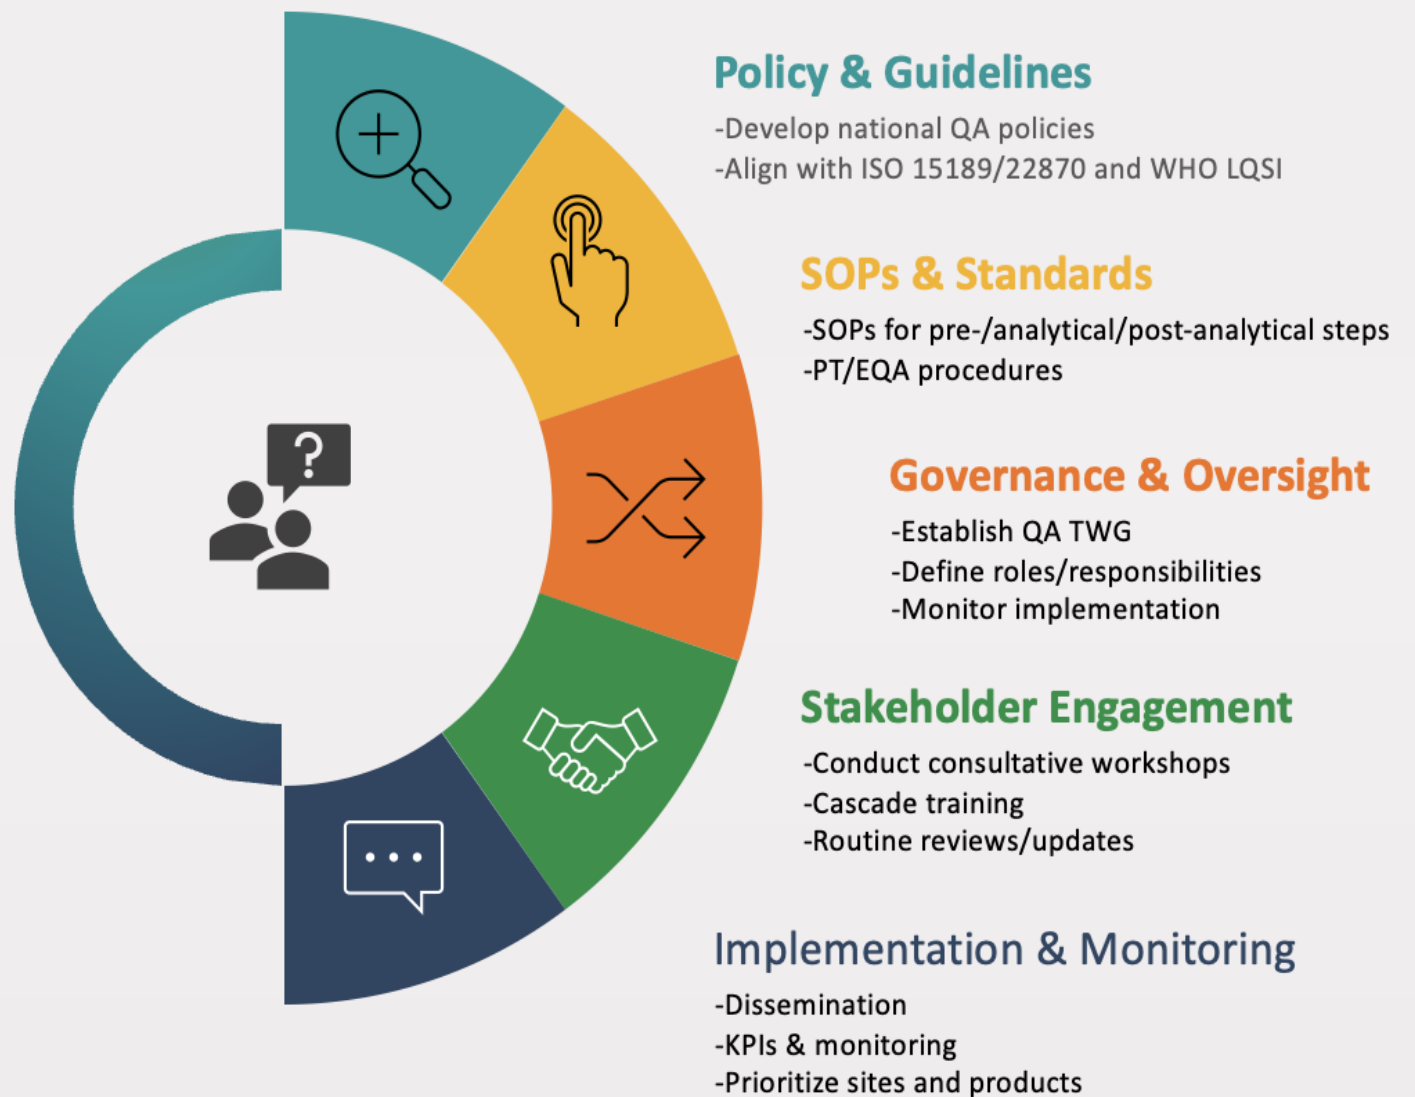 Policy & Guidelines
-Develop national QA policies
-Align with ISO 15189/22870 and WHO LQSI
SOPs & Standards
-SOPs for pre-/analytical/post-analytical steps
-PT/EQA procedures
?
Governance & Oversight
-Establish QA TWG
-Define roles/responsibilities
-Monitor implementation
Stakeholder Engagement
-Conduct consultative workshops
-Cascade training
-Routine reviews/updates
Implementation & Monitoring
-Dissemination
-KPIs & monitoring
-Prioritize sites and products